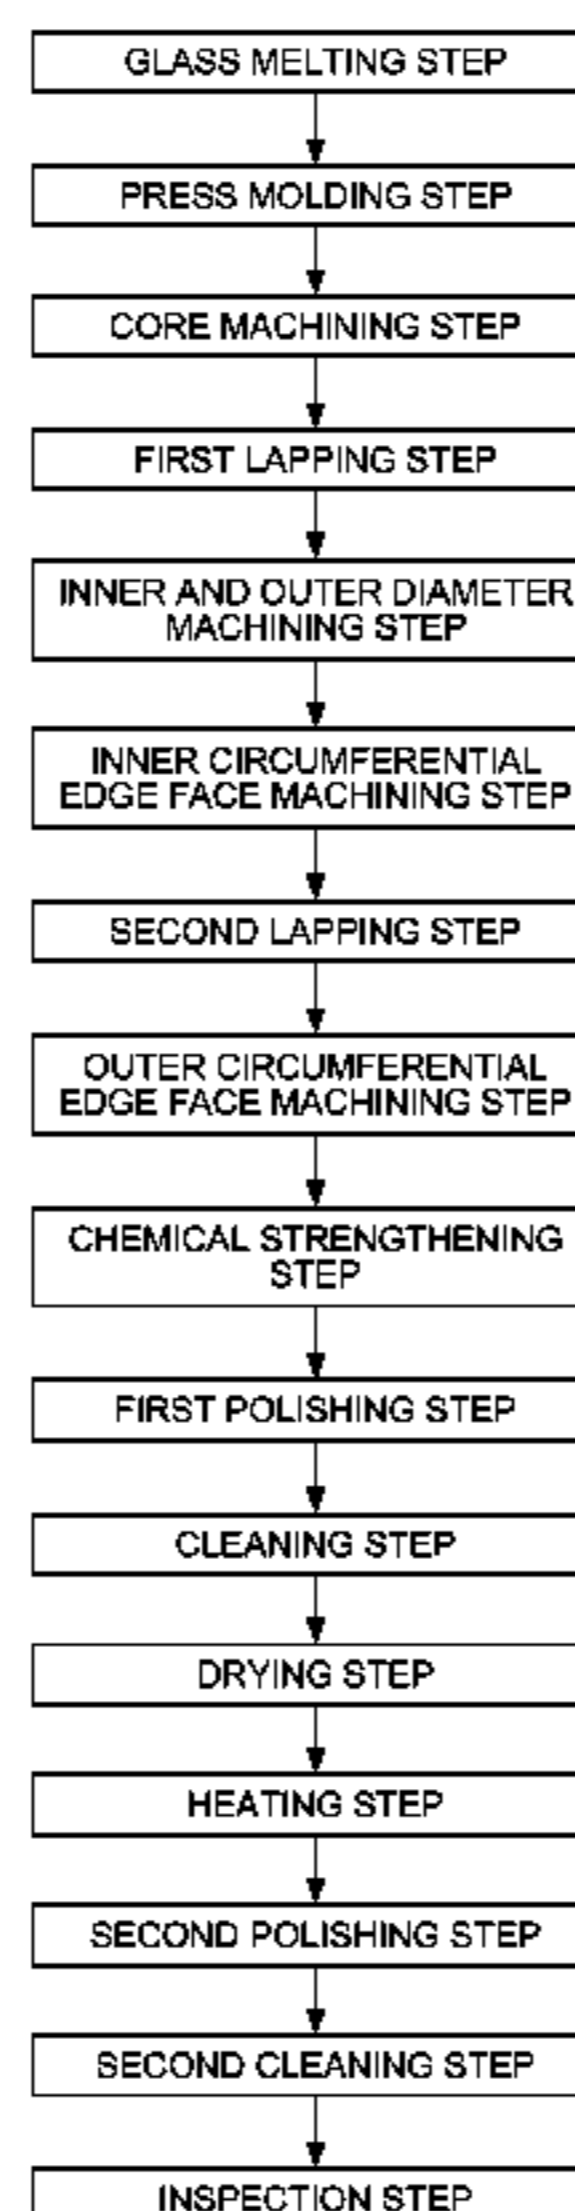 GLASS MELTING STEP
PRESS MOLDING STEP
CORE MACHINING STEP
FIRST LAPPING STEP
INNER AND OUTER DIAMETER
MACHINING STEP
INNER CIRCUMFERENTIAL
EDGE FACE MACHINING STEP
SECOND LAPPING STEP
OUTER CIRCUMFERENTIAL
EDGE FACE MACHINING STEP
CHEMICAL STRENGTHENING
STEP
FIRST POLISHING STEP
CLEANING STEP
DRYING STEP
HEATING STEP
SECOND POLISHING STEP
SECOND CLEANING STEP
INSPECTION STEP